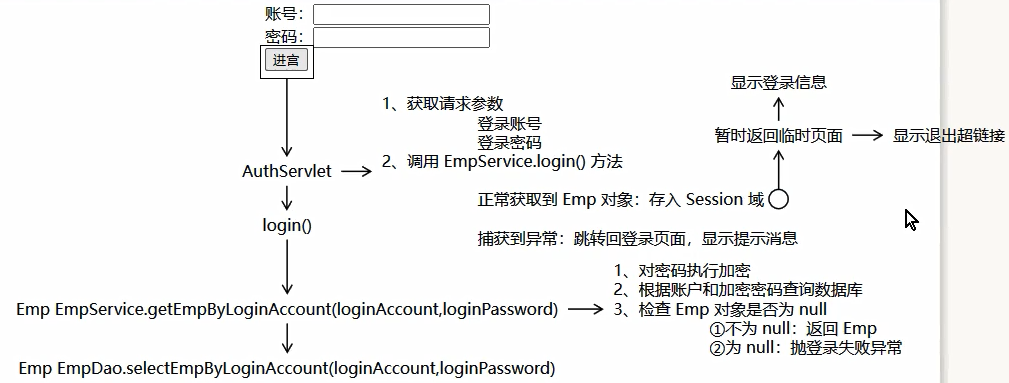 账号：
密码：
进宫
1、获取请求参数
登录账号
登录密码
2、调用 EmpService.login() 方法
AuthServlet
显示登录信息
暂时返回临时页面
显示退出超链接
正常获取到 Emp 对象：存入 Session 域
login()
捕获到异常：跳转回登录页面，显示提示消息
1、对密码执行加密
2、根据账户和加密密码查询数据库
3、检查 Emp 对象是否为 null
①不为 null：返回 Emp
②为 null：抛登录失败异常
Emp EmpService.getEmpByLoginAccount(loginAccount,loginPassword)
Emp EmpDao.selectEmpByLoginAccount(loginAccount,loginPassword)